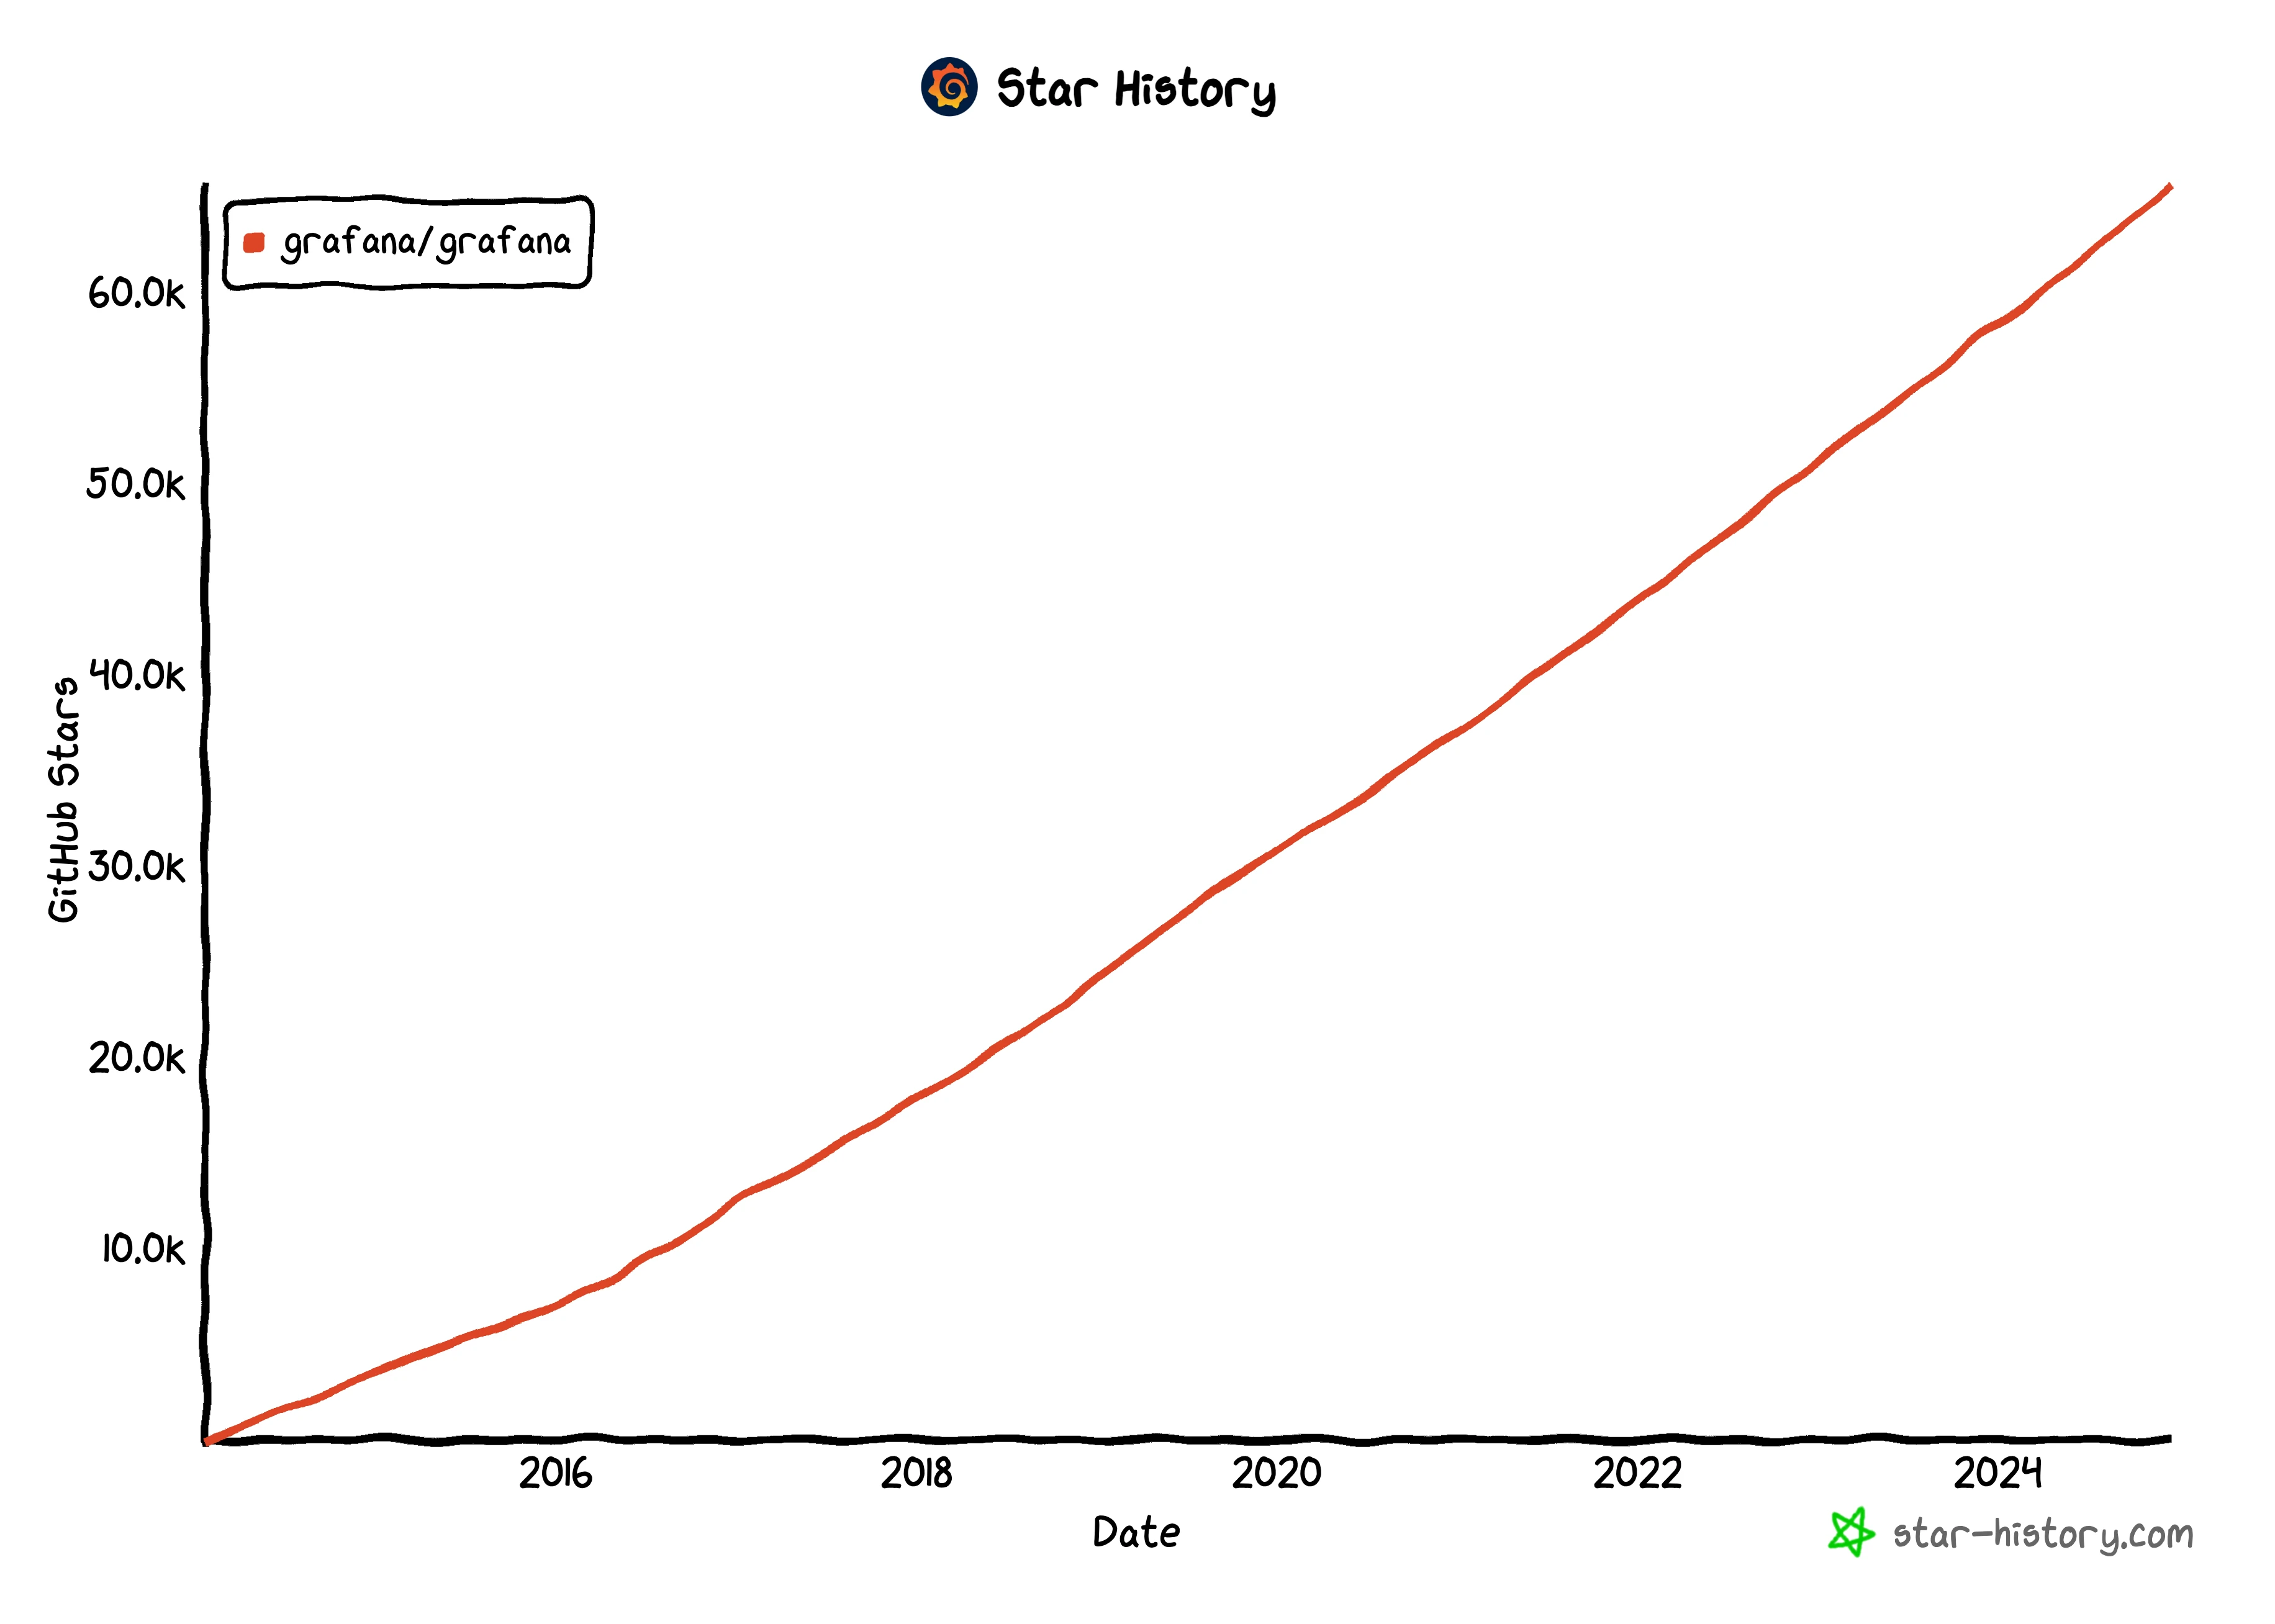 Star History
grafana/grafana
60.0K
50.0K
40.0K
30.0K
20.0K
10.0K
GitHub Stars
2016 2018 2020 2022 2024
Date
star-history.com